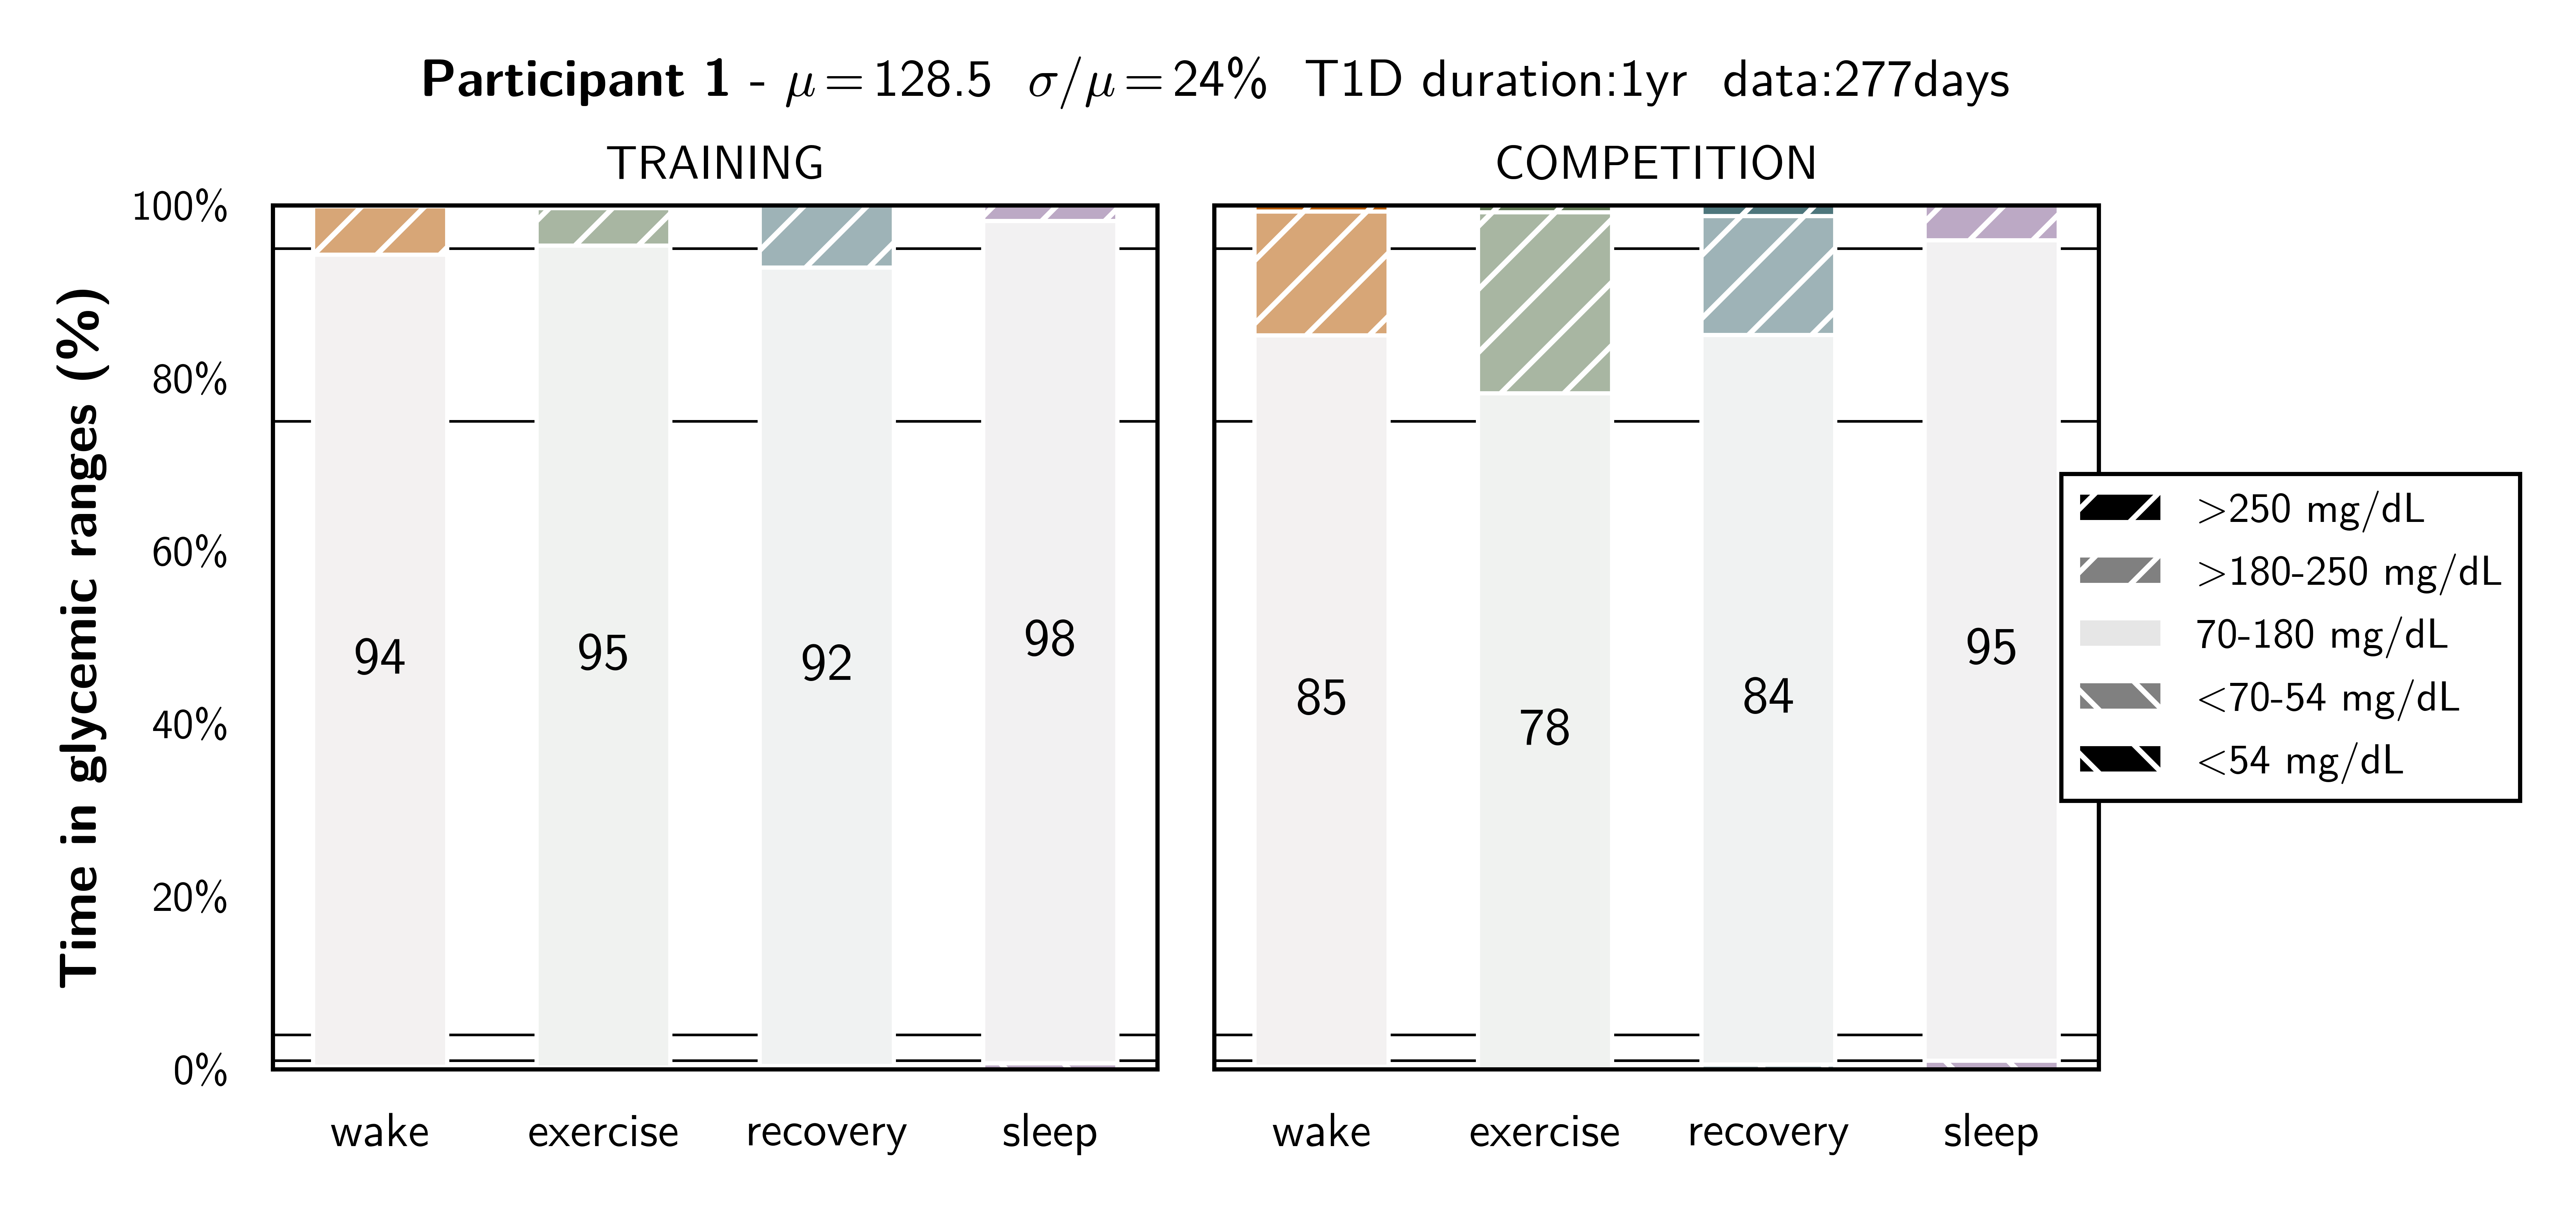 Participant 1 - μ = 128.5 σ/μ = 24% T1D duration:1yr data:277days
TRAINING
COMPETITION
Time in glycemic ranges (%)
100%
80%
60%
40%
20%
0%
94
95
92
98
85
78
84
95
wake
exercise
recovery
sleep
wake
exercise
recovery
sleep
>250 mg/dL
>180-250 mg/dL
70-180 mg/dL
<70-54 mg/dL
<54 mg/dL